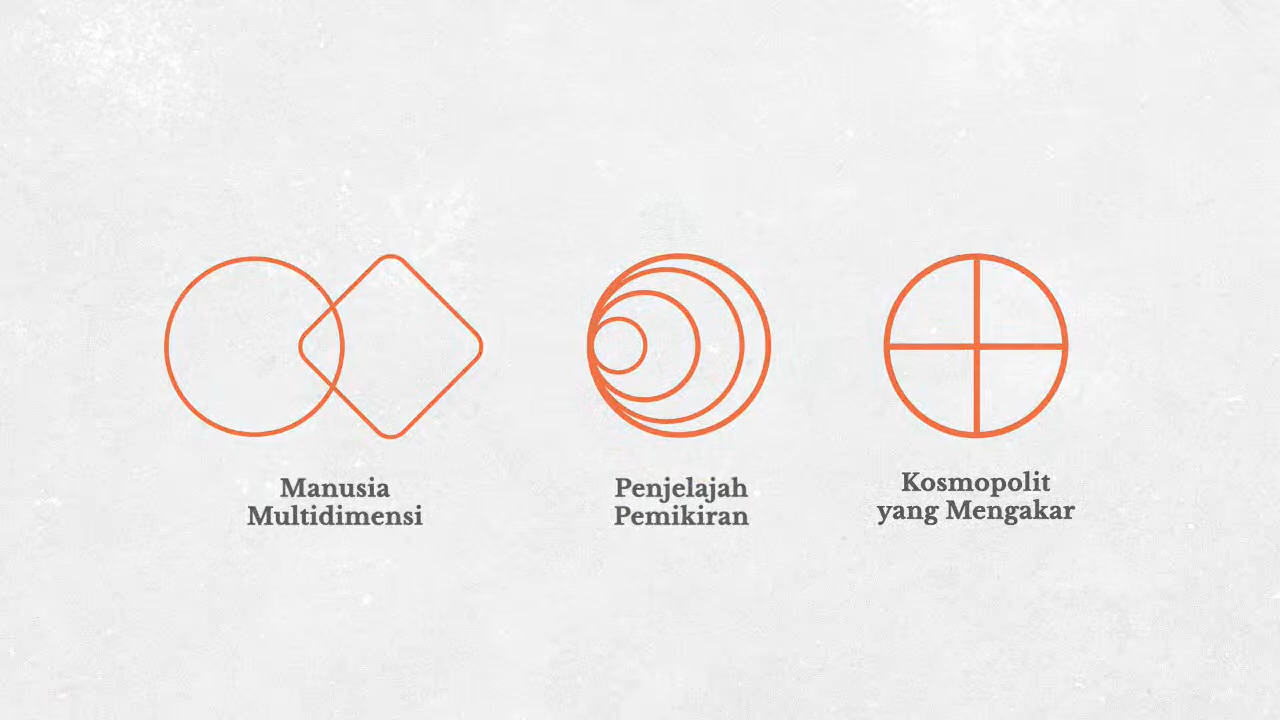 Manusia
Multidimensi
Penjelajah
Pemikiran
Kosmopolit
yang Mengakar